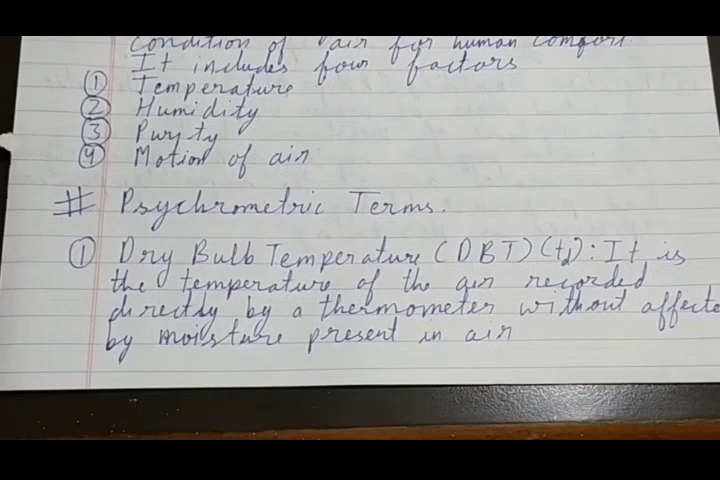 condition of air for human comfort
It includes four factors
① Temperature
② Humidity
③ Purity
④ Motion of air
# Psychrometric Terms.
① Dry Bulb Temperature (DBT) (td): It is
the temperature of the air recorded
directly by a thermometer without affecte
by moisture present in air